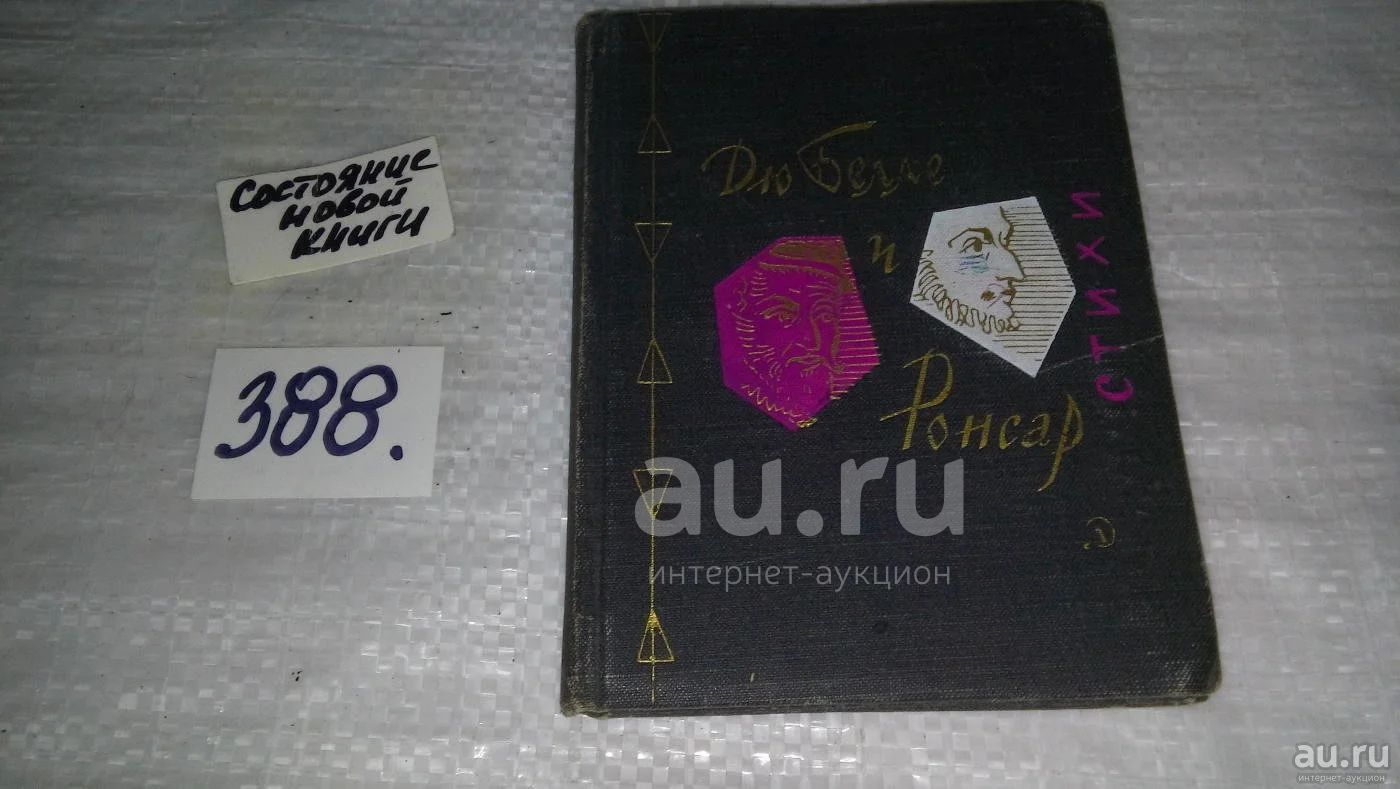 Состояние
новой
книги
388.
Дю Белле
и
Ронсар
СТИХИ
Д
au.ru
интернет-аукцион
au.ru
интернет-аукцион